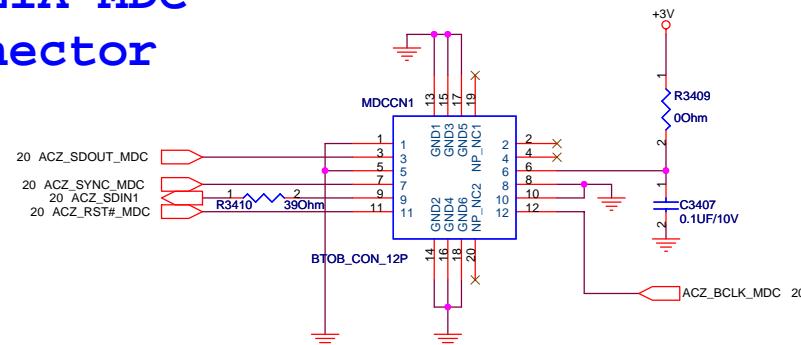 MDC
nector
+3V
MDCCN1
13 15 17 19
GND1 GND3 GND5 NP_NC1
1
R3409
0Ohm
2
1 1 2 2
20 ACZ_SDOUT_MDC 3 3 4 4
5 5 6 6
20 ACZ_SYNC_MDC 7 7 8 8
20 ACZ_SDIN1 1 2 9 9 10 10
R3410 39Ohm
20 ACZ_RST#_MDC 11 11 12 12
1
C3407
0.1UF/10V
2
GND2 GND4 GND6 NP_NC2
14 16 18 20
BTOB_CON_12P
ACZ_BCLK_MDC 20